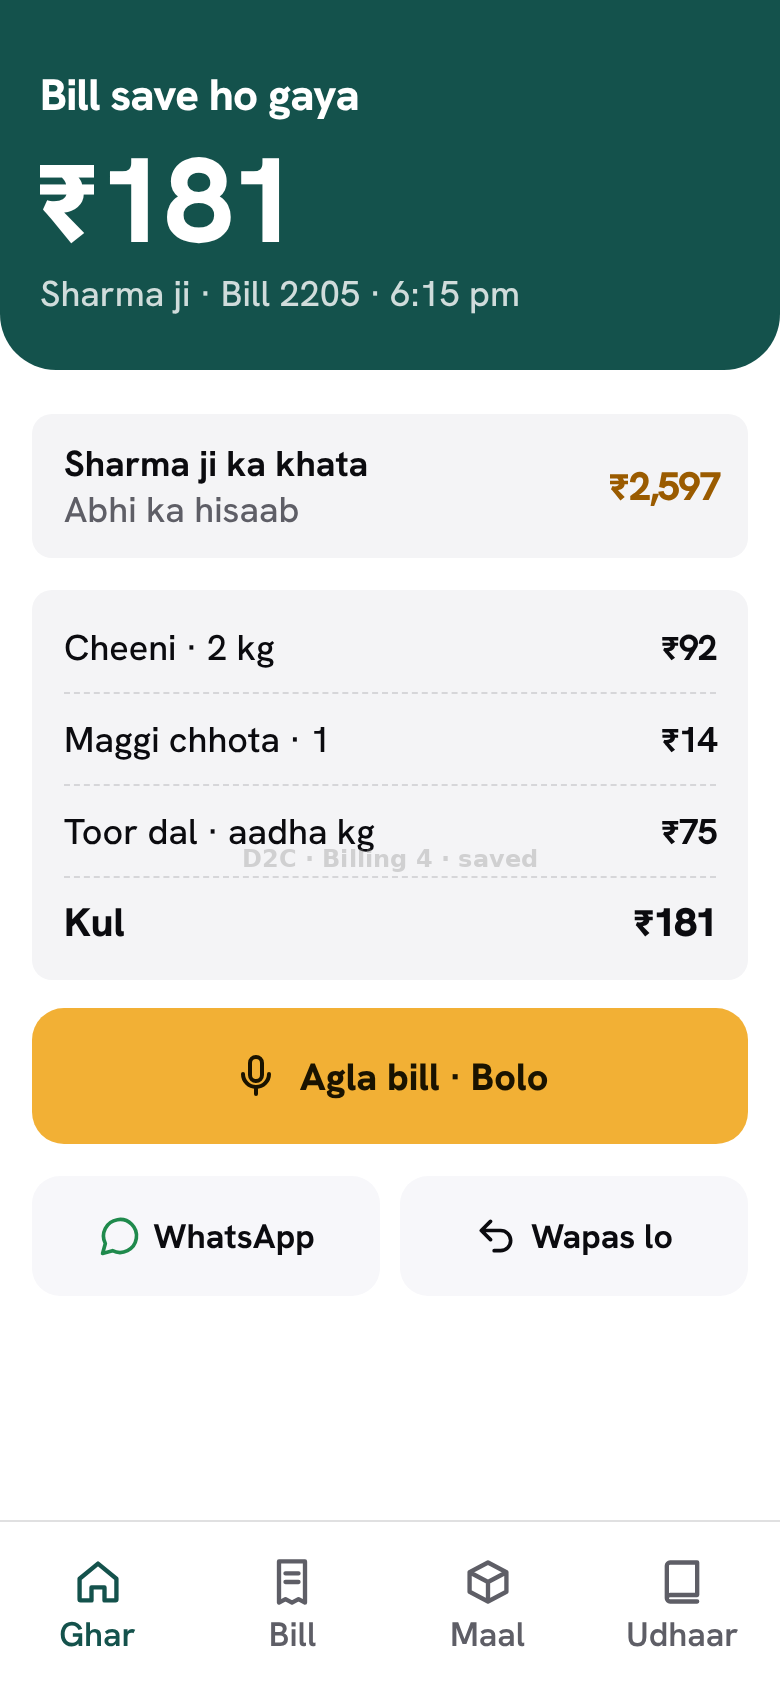 Bill save ho gaya
₹181
Sharma ji · Bill 2205 · 6:15 pm
Sharma ji ka khata
Abhi ka hisaab
₹2,597
Cheeni · 2 kg ₹92
Maggi chhota · 1 ₹14
Toor dal · aadha kg ₹75
D2C · Billing 4 · saved
Kul ₹181
Agla bill · Bolo
WhatsApp Wapas lo
Ghar Bill Maal Udhaar